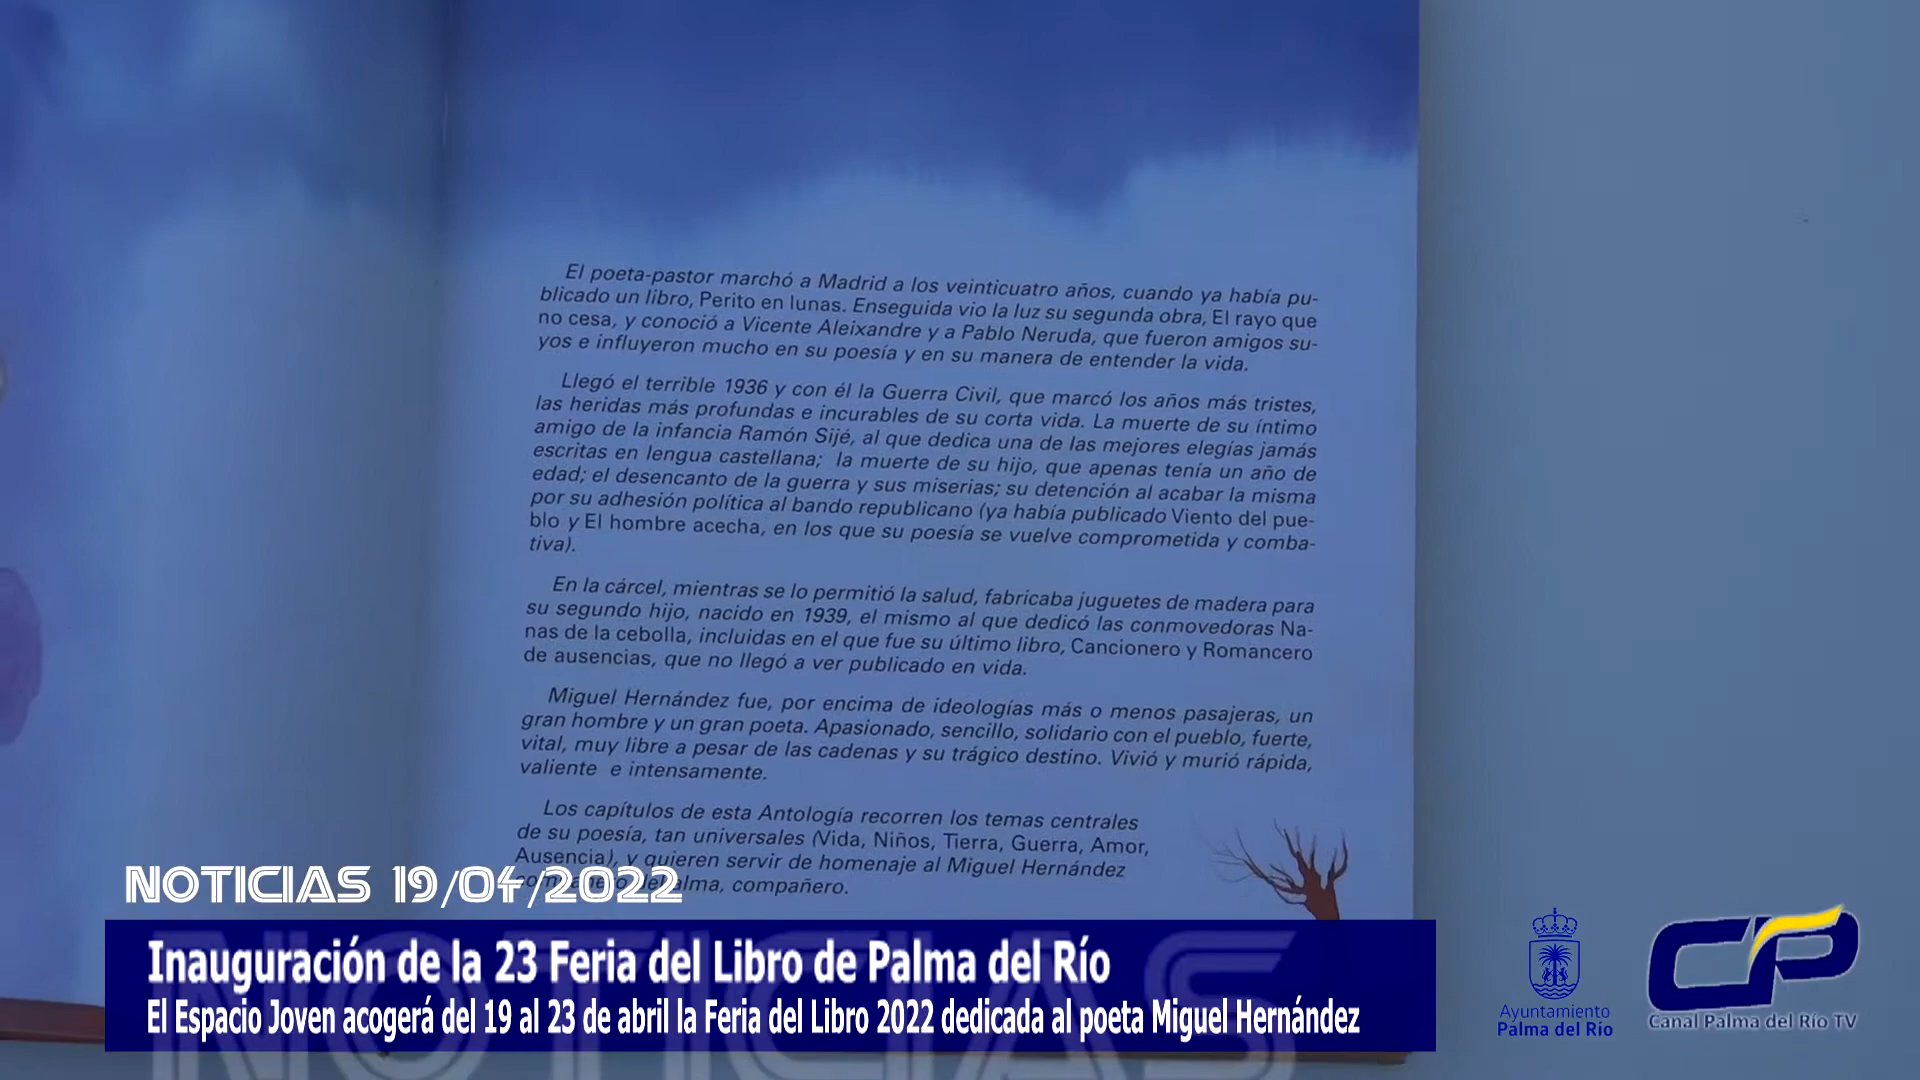 El poeta-pastor marchó a Madrid a los veinticuatro años, cuando ya había pu-
blicado un libro, Perito en lunas. Enseguida vio la luz su segunda obra, El rayo que
no cesa, y conoció a Vicente Aleixandre y a Pablo Neruda, que fueron amigos su-
yos e influyeron mucho en su poesía y en su manera de entender la vida.
Llegó el terrible 1936 y con él la Guerra Civil, que marcó los años más tristes,
las heridas más profundas e incurables de su corta vida. La muerte de su íntimo
amigo de la infancia Ramón Sijé, al que dedica una de las mejores elegías jamás
escritas en lengua castellana; la muerte de su hijo, que apenas tenía un año de
edad; el desencanto de la guerra y sus miserias; su detención al acabar la misma
por su adhesión política al bando republicano (ya había publicado Viento del pue-
blo y El hombre acecha, en los que su poesía se vuelve comprometida y comba-
tiva).
En la cárcel, mientras se lo permitió la salud, fabricaba juguetes de madera para
su segundo hijo, nacido en 1939, el mismo al que dedicó las conmovedoras Na-
nas de la cebolla, incluidas en el que fue su último libro, Cancionero y Romancero
de ausencias, que no llegó a ver publicado en vida.
Miguel Hernández fue, por encima de ideologías más o menos pasajeras, un
gran hombre y un gran poeta. Apasionado, sencillo, solidario con el pueblo, fuerte,
vital, muy libre a pesar de las cadenas y su trágico destino. Vivió y murió rápida,
valiente e intensamente.
Los capítulos de esta Antología recorren los temas centrales
de su poesía, tan universales (Vida, Niños, Tierra, Guerra, Amor,
Ausencia), y quieren servir de homenaje al Miguel Hernández
alma, compañero.
NOTICIAS 19/04/2022
NOTICIAS
Inauguración de la 23 Feria del Libro de Palma del Río
El Espacio Joven acogerá del 19 al 23 de abril la Feria del Libro 2022 dedicada al poeta Miguel Hernández
Ayuntamiento
Palma del Río
CP
Canal Palma del Río TV